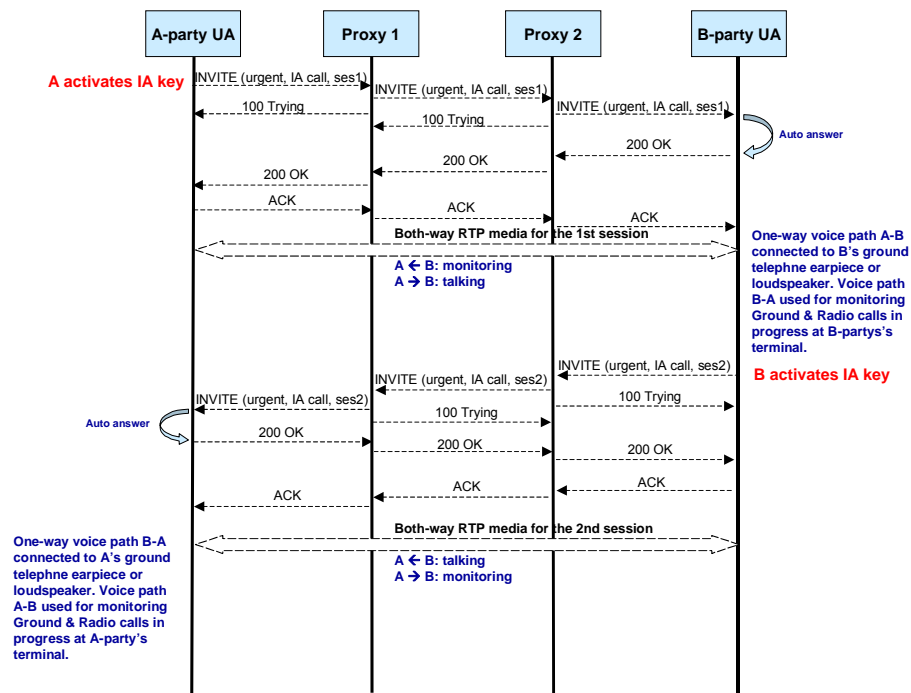 A-party UA
Proxy 1
Proxy 2
B-party UA
A activates IA key
INVITE (urgent, IA call, ses1)
INVITE (urgent, IA call, ses1)
INVITE (urgent, IA call, ses1)
100 Trying
100 Trying
Auto answer
200 OK
200 OK
200 OK
ACK
ACK
ACK
Both-way RTP media for the 1st session
A ← B: monitoring
A → B: talking
One-way voice path A-B
connected to B's ground
telephne earpiece or
loudspeaker. Voice path
B-A used for monitoring
Ground & Radio calls in
progress at B-partys's
terminal.
B activates IA key
INVITE (urgent, IA call, ses2)
INVITE (urgent, IA call, ses2)
INVITE (urgent, IA call, ses2)
100 Trying
100 Trying
Auto answer
200 OK
200 OK
200 OK
ACK
ACK
ACK
Both-way RTP media for the 2nd session
A ← B: talking
A → B: monitoring
One-way voice path B-A
connected to A's ground
telephne earpiece or
loudspeaker. Voice path
A-B used for monitoring
Ground & Radio calls in
progress at A-party's
terminal.